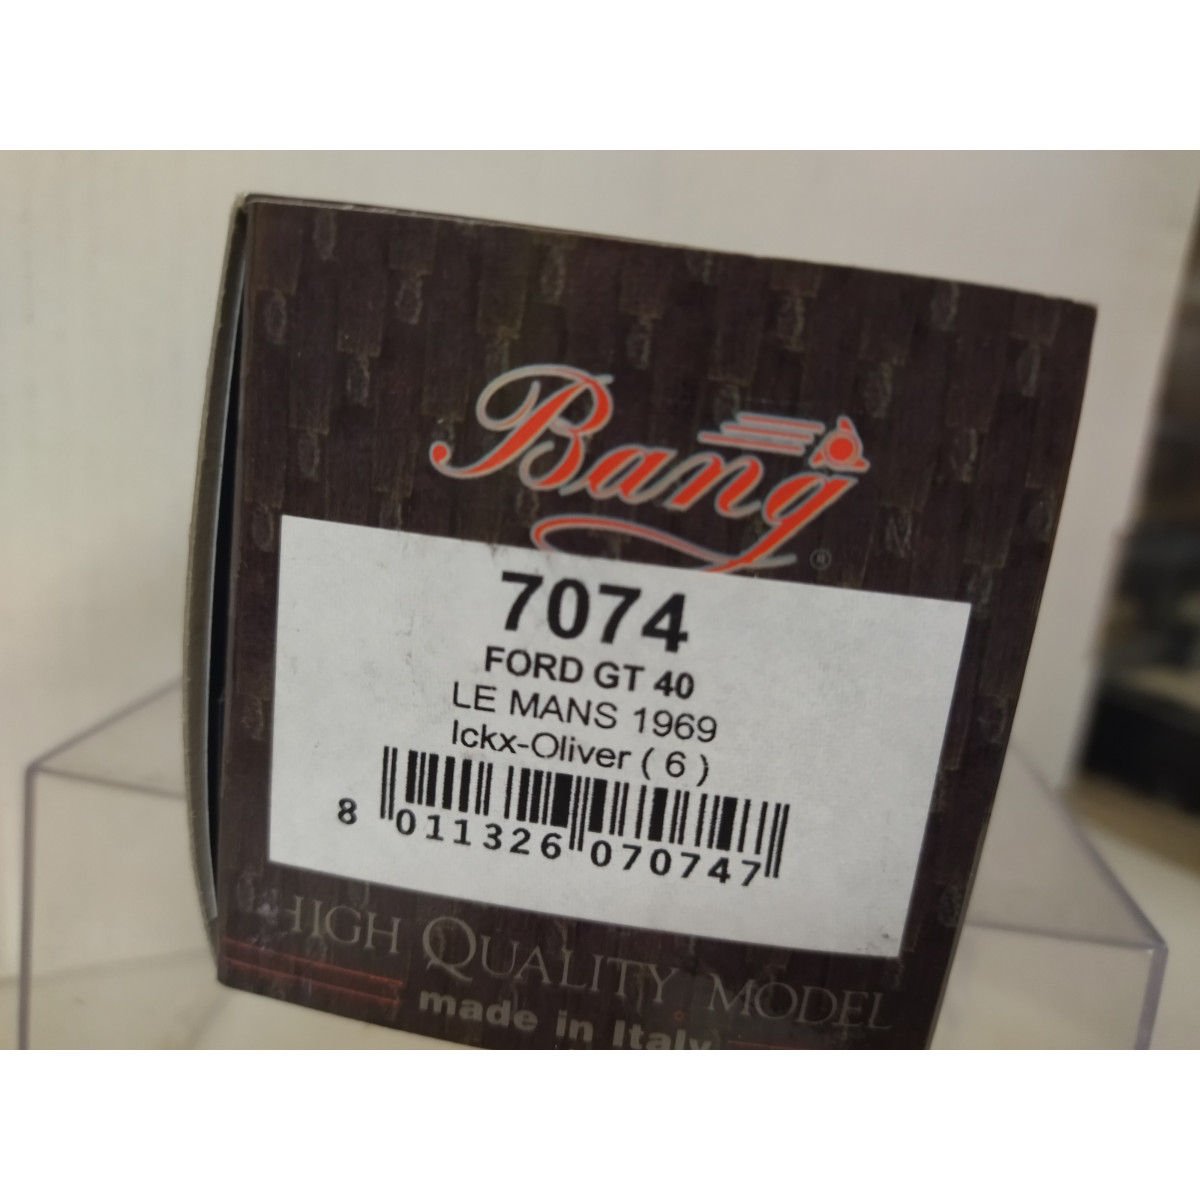 Bang
®
7074
FORD GT 40
LE MANS 1969
Ickx-Oliver ( 6 )
8 011326 070747
HIGH QUALITY MODEL
made in Italy